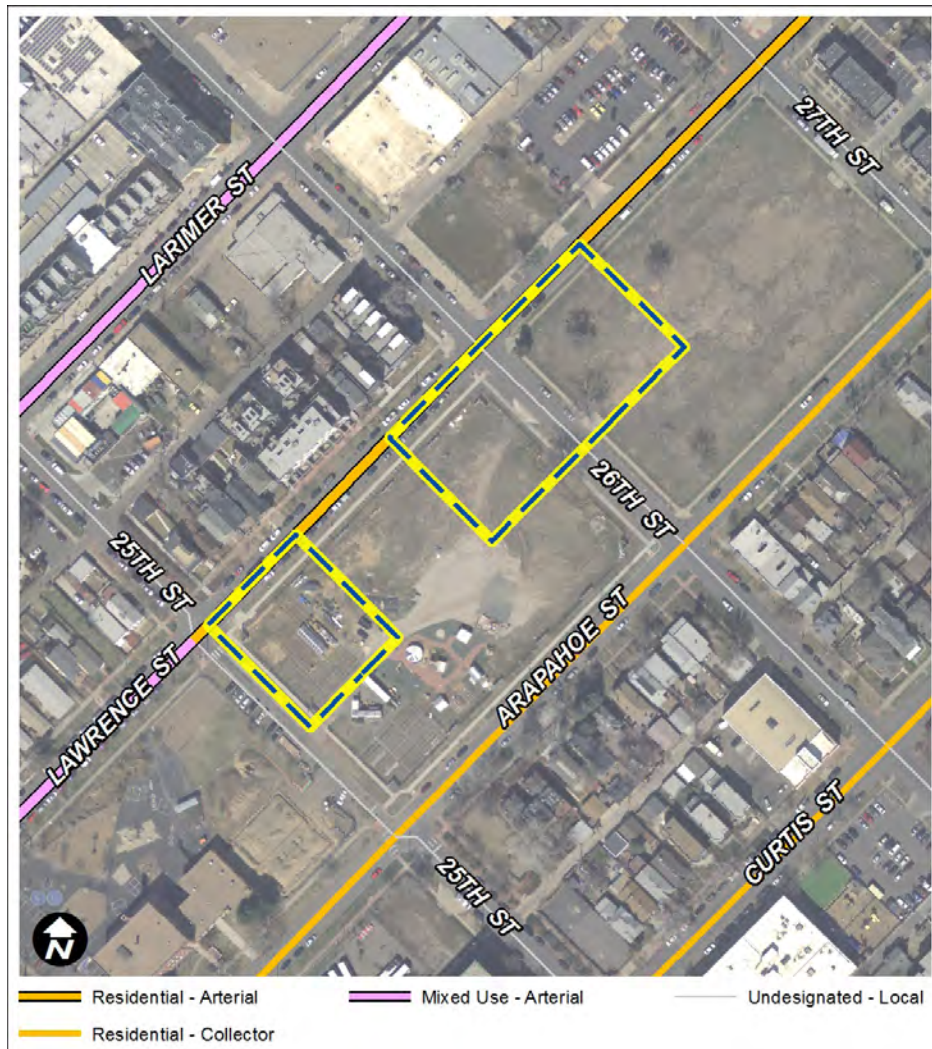 27TH ST
LARIMER ST
26TH ST
25TH ST
LAWRENCE ST
ARAPAHOE ST
CURTIS ST
25TH ST
N
Residential - Arterial
Mixed Use - Arterial
Undesignated - Local
Residential - Collector